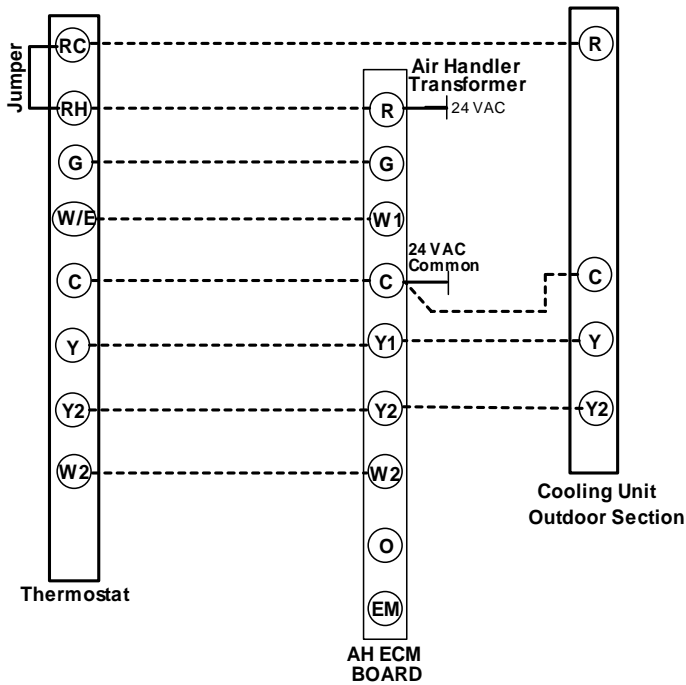 Jumper
RC
RH
G
W/E
C
Y
Y2
W2
Thermostat
Air Handler
Transformer
24 VAC
R
G
W1
24 VAC
Common
C
Y1
Y2
W2
O
EM
AH ECM
BOARD
R
C
Y
Y2
Cooling Unit
Outdoor Section